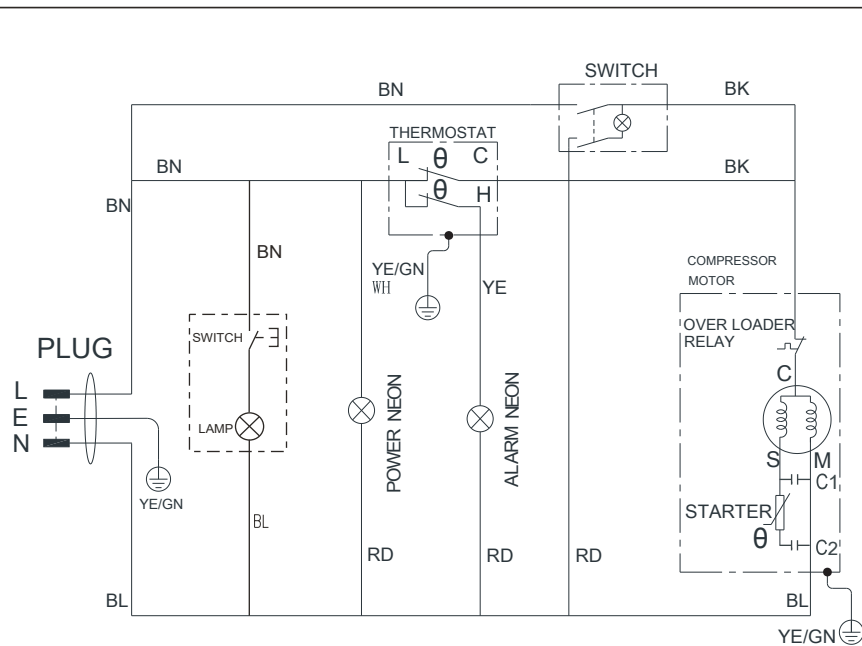 SWITCH
BN
BK
THERMOSTAT
L θ C
BN
BK
θ H
BN
BN
YE/GN
WH
YE
COMPRESSOR
MOTOR
SWITCH
OVER LOADER
RELAY
PLUG
C
L
E
N
LAMP
POWER NEON
ALARM NEON
S
M
C1
YE/GN
STARTER
BL
θ
C2
RD
RD
RD
BL
BL
YE/GN